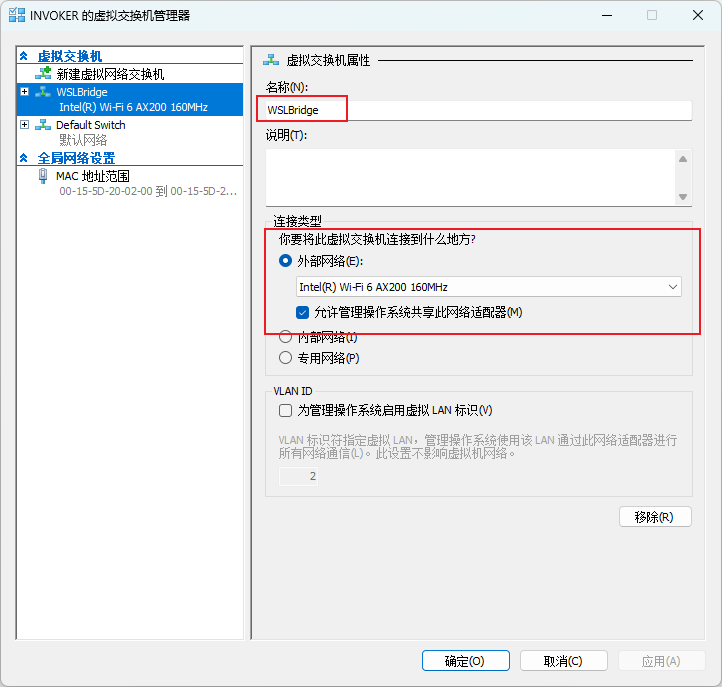 INVOKER 的虚拟交换机管理器
虚拟交换机
新建虚拟网络交换机
WSLBridge
Intel(R) Wi-Fi 6 AX200 160MHz
Default Switch
默认网络
全局网络设置
MAC 地址范围
00-15-5D-20-02-00 到 00-15-5D-2...
虚拟交换机属性
名称(N):
WSLBridge
说明(T):
连接类型
你要将此虚拟交换机连接到什么地方?
外部网络(E):
Intel(R) Wi-Fi 6 AX200 160MHz
允许管理操作系统共享此网络适配器(M)
内部网络(I)
专用网络(P)
VLAN ID
为管理操作系统启用虚拟 LAN 标识(V)
VLAN 标识符指定虚拟 LAN，管理操作系统使用该 LAN 通过此网络适配器进行
所有网络通信(L)。此设置不影响虚拟机网络。
2
移除(R)
确定(O)
取消(C)
应用(A)